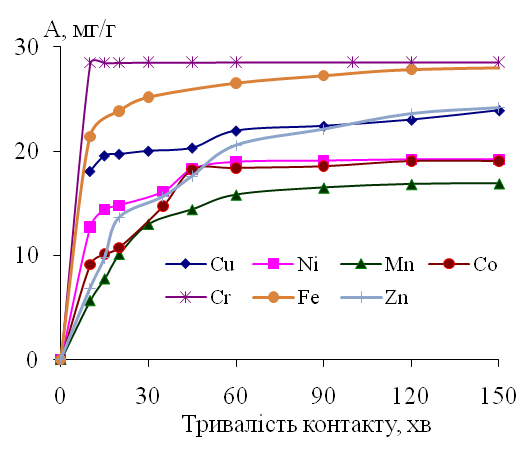 А, мг/г
30
20
10
0
0 30 60 90 120 150
Cu Ni Mn Co
Cr Fe Zn
Тривалість контакту, хв